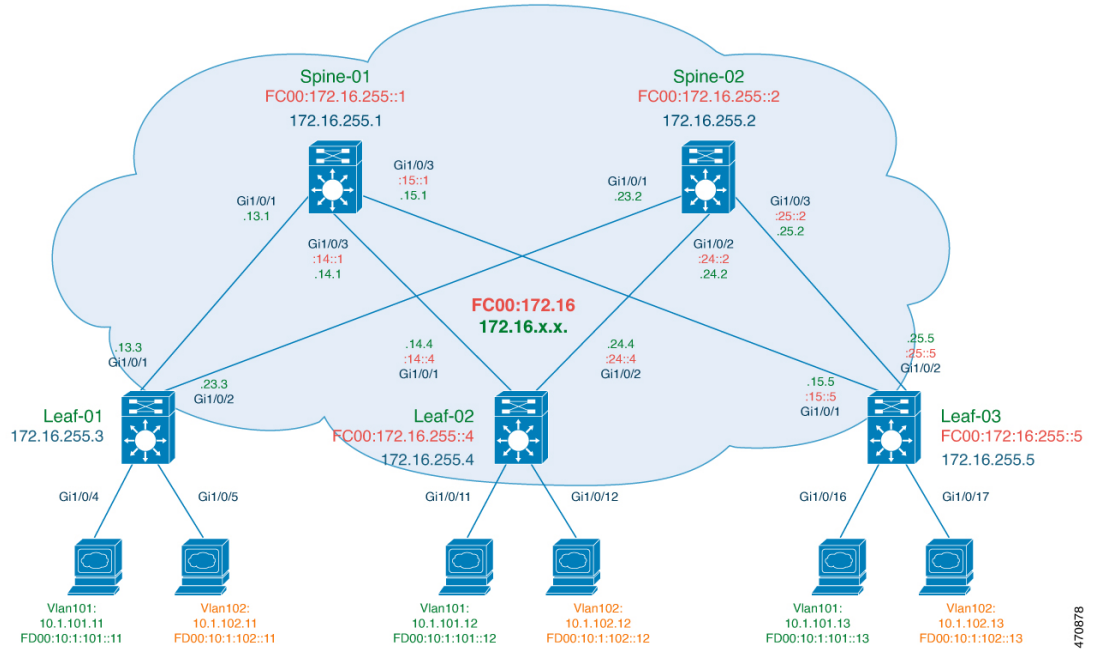 Spine-01
FC00:172.16.255::1
172.16.255.1
Spine-02
FC00:172.16.255::2
172.16.255.2
Gi1/0/1
.13.1
Gi1/0/3
:15::1
.15.1
Gi1/0/1
.23.2
Gi1/0/3
:25::2
.25.2
Gi1/0/3
:14::1
.14.1
Gi1/0/2
:24::2
.24.2
FC00:172.16
172.16.x.x.
.13.3
Gi1/0/1
.23.3
Gi1/0/2
.14.4
:14::4
Gi1/0/1
.24.4
:24::4
Gi1/0/2
.15.5
:15::5
Gi1/0/1
.25.5
:25::5
Gi1/0/2
Leaf-01
172.16.255.3
Leaf-02
FC00:172.16.255::4
172.16.255.4
Leaf-03
FC00:172:16:255::5
172.16.255.5
Gi1/0/4
Gi1/0/5
Gi1/0/11
Gi1/0/12
Gi1/0/16
Gi1/0/17
Vlan101:
10.1.101.11
FD00:10:1:101::11
Vlan102:
10.1.102.11
FD00:10:1:102::11
Vlan101:
10.1.101.12
FD00:10:1:101::12
Vlan102:
10.1.102.12
FD00:10:1:102::12
Vlan101:
10.1.101.13
FD00:10:1:101::13
Vlan102:
10.1.102.13
FD00:10:1:102::13
470878